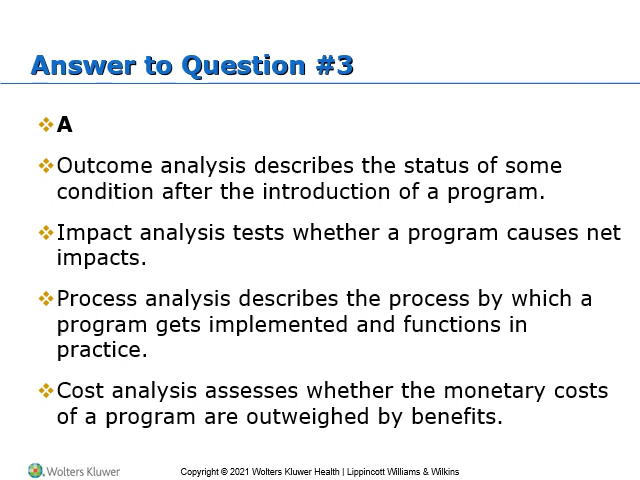 Answer to Question #3
❖A
❖Outcome analysis describes the status of some
condition after the introduction of a program.
❖Impact analysis tests whether a program causes net
impacts.
❖Process analysis describes the process by which a
program gets implemented and functions in
practice.
❖Cost analysis assesses whether the monetary costs
of a program are outweighed by benefits.
Wolters Kluwer
Copyright © 2021 Wolters Kluwer Health | Lippincott Williams & Wilkins